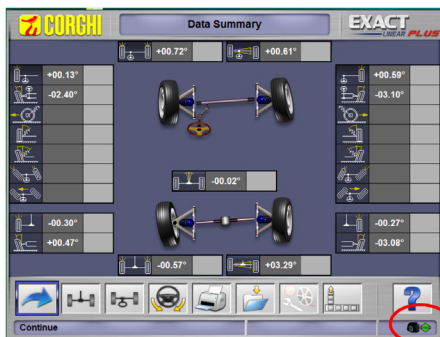 CORGHI Data Summary EXACT
LINEAR PLUS
+00.72° +00.61°
+00.13° +00.59°
-02.40° -03.10°
-00.02°
-00.30° -00.27°
+00.47° -03.08°
-00.57° +03.29°
?
Continue